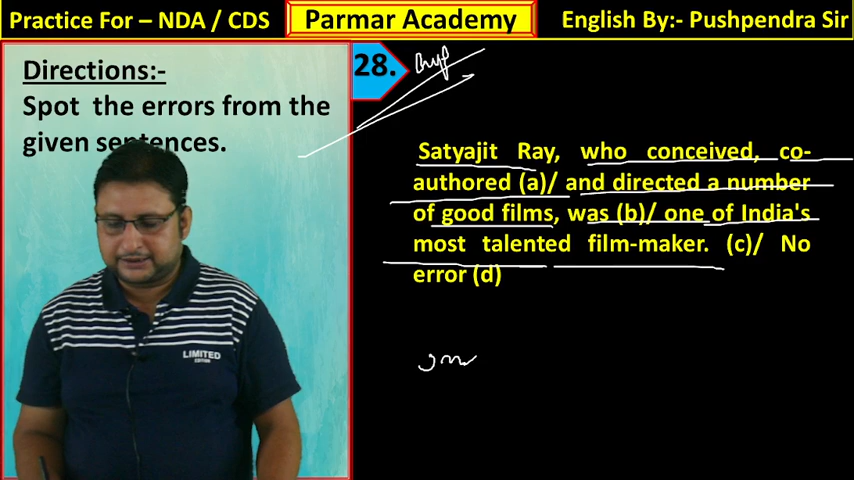 Practice For – NDA / CDS
Parmar Academy
English By:- Pushpendra Sir
Directions:-
Spot the errors from the
given sentences.
28.
Satyajit Ray, who conceived, co-
authored (a)/ and directed a number
of good films, was (b)/ one of India's
most talented film-maker. (c)/ No
error (d)
LIMITED
EDITION